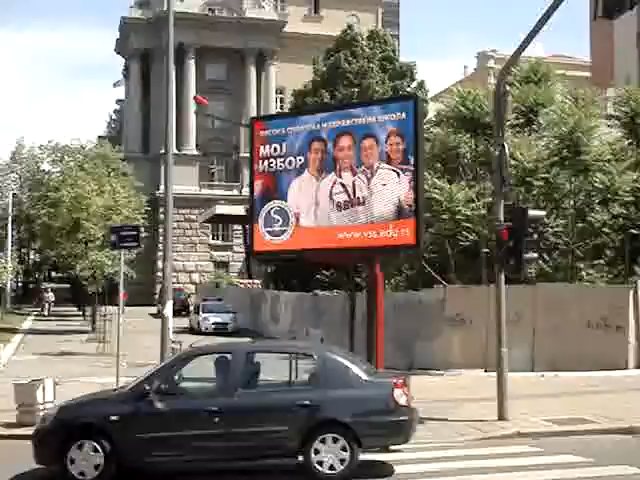 ВИСОКА СПОРТСКА И ЗДРАВСТВЕНА ШКОЛА
МОЈ
ИЗБОР
S
www.vss.edu.rs